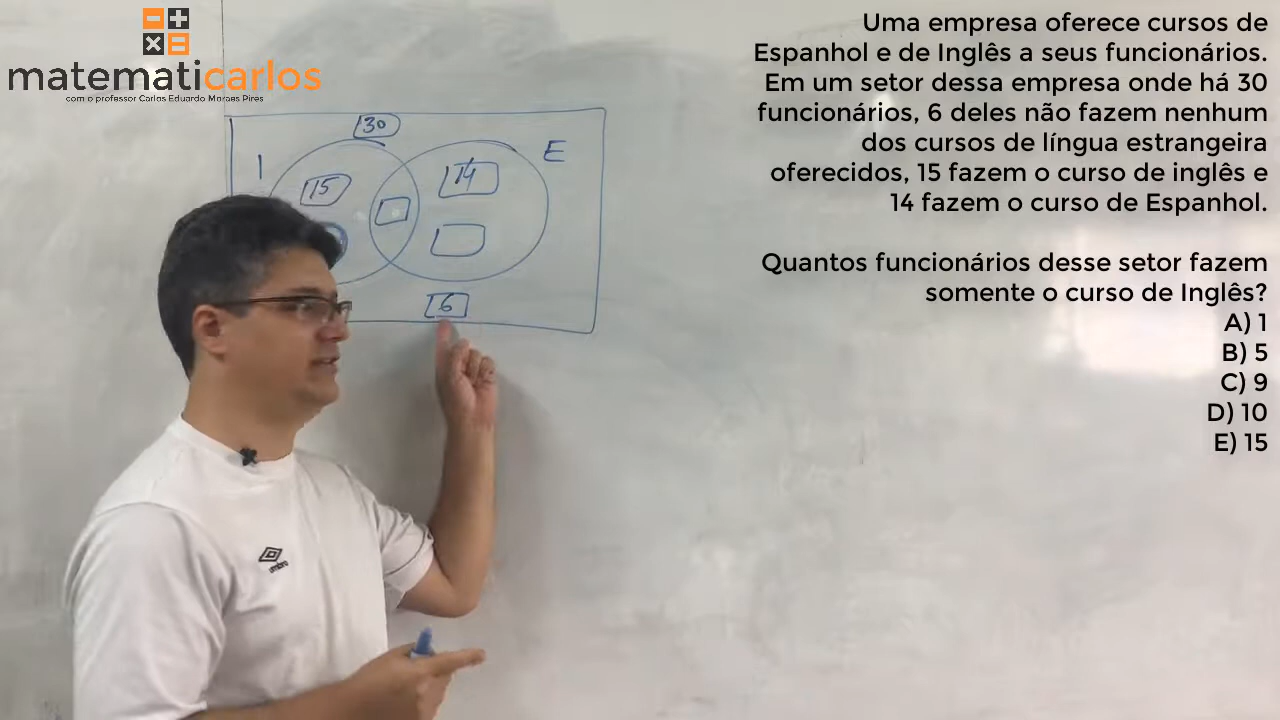 matematicarlos
com o professor Carlos Eduardo Moraes Pires
Uma empresa oferece cursos de
Espanhol e de Inglês a seus funcionários.
Em um setor dessa empresa onde há 30
funcionários, 6 deles não fazem nenhum
dos cursos de língua estrangeira
oferecidos, 15 fazem o curso de inglês e
14 fazem o curso de Espanhol.
Quantos funcionários desse setor fazem
somente o curso de Inglês?
A) 1
B) 5
C) 9
D) 10
E) 15
30
I
E
15
14
6
umbro